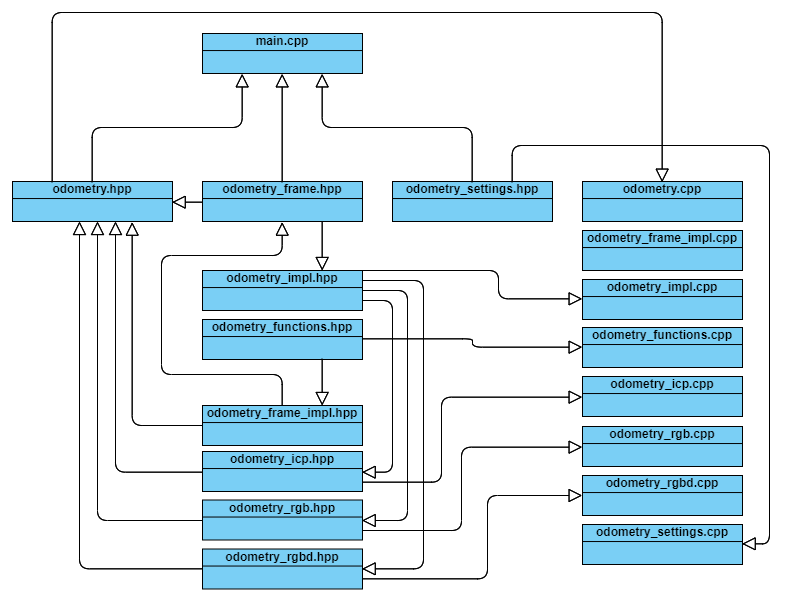 main.cpp
odometry.hpp
odometry_frame.hpp
odometry_settings.hpp
odometry.cpp
odometry_frame_impl.cpp
odometry_impl.hpp
odometry_impl.cpp
odometry_functions.hpp
odometry_functions.cpp
odometry_icp.cpp
odometry_frame_impl.hpp
odometry_rgb.cpp
odometry_icp.hpp
odometry_rgbd.cpp
odometry_rgb.hpp
odometry_settings.cpp
odometry_rgbd.hpp